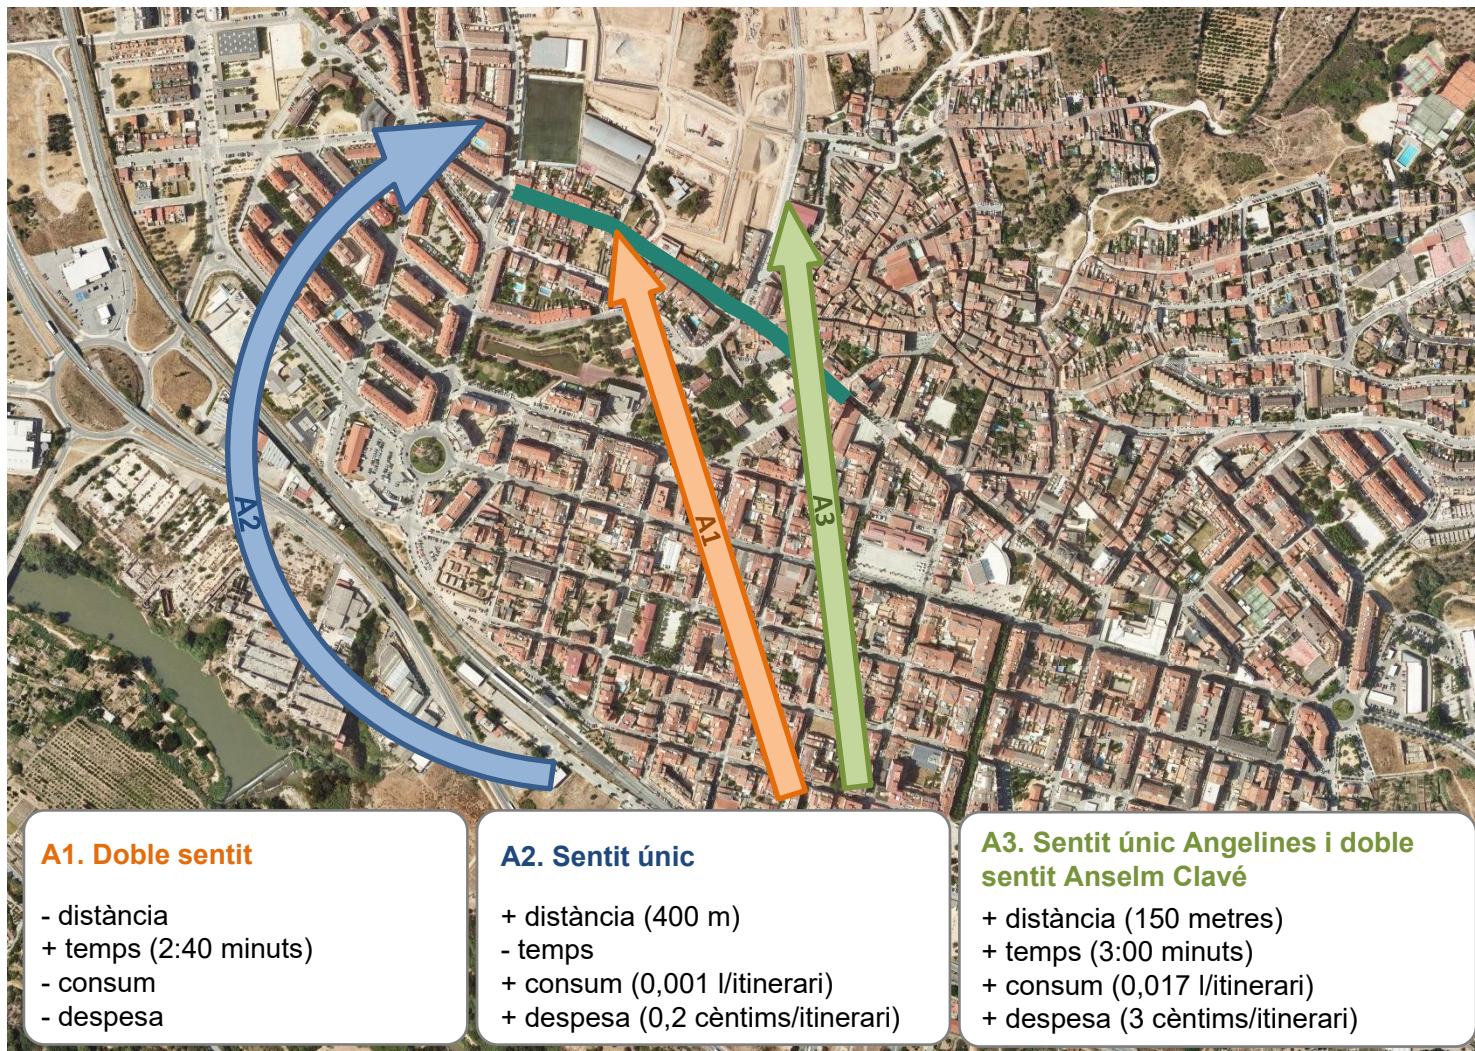 A2
A1
A3
A1. Doble sentit
- distància
+ temps (2:40 minuts)
- consum
- despesa
A2. Sentit únic
+ distància (400 m)
- temps
+ consum (0,001 l/itinerari)
+ despesa (0,2 cèntims/itinerari)
A3. Sentit únic Angelines i doble
sentit Anselm Clavé
+ distància (150 metres)
+ temps (3:00 minuts)
+ consum (0,017 l/itinerari)
+ despesa (3 cèntims/itinerari)